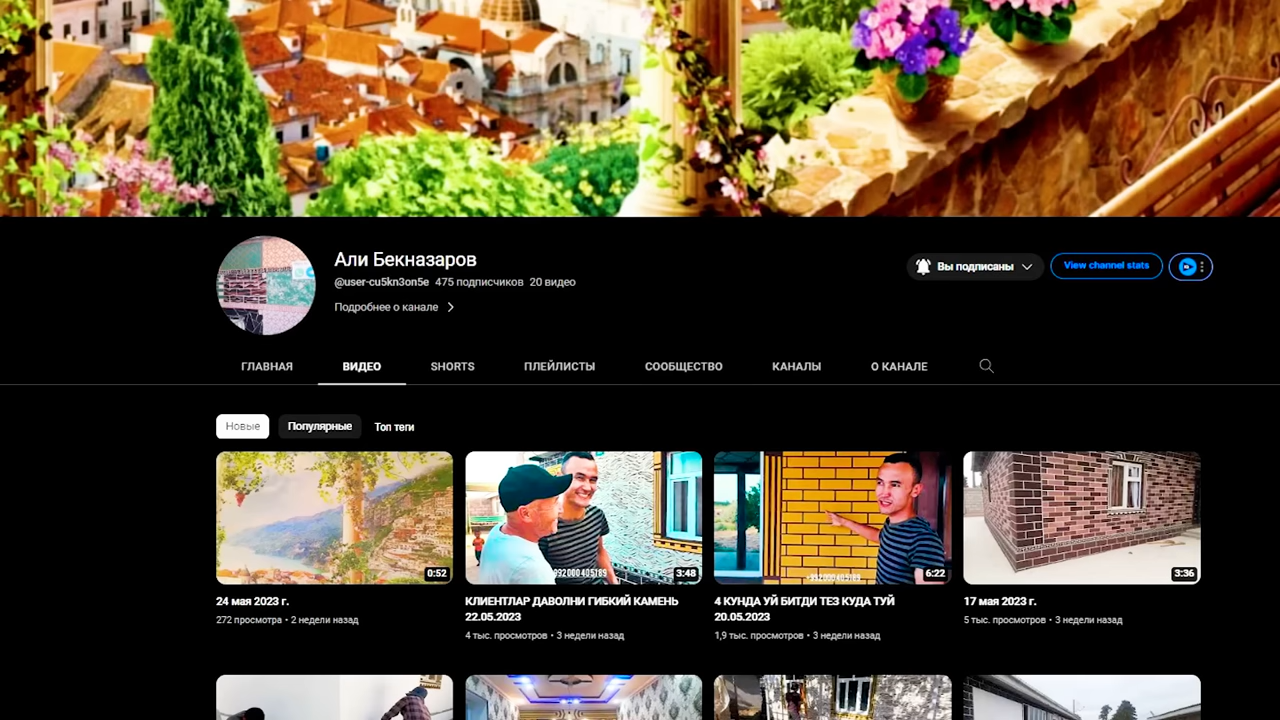 Али Бекназаров
@user-cu5kn3on5e 475 подписчиков 20 видео
Подробнее о канале
Вы подписаны
View channel stats
ГЛАВНАЯ ВИДЕО SHORTS ПЛЕЙЛИСТЫ СООБЩЕСТВО КАНАЛЫ О КАНАЛЕ
Новые Популярные Топ теги
0:52
+992000405189
3:48
+992000405189
6:22
3:36
24 мая 2023 г.
272 просмотра • 2 недели назад
КЛИЕНТЛАР ДАВОЛНИ ГИБКИЙ КАМЕНЬ
22.05.2023
4 тыс. просмотров • 3 недели назад
4 КУНДА УЙ БИТДИ ТЕЗ КУДА ТУЙ
20.05.2023
1,9 тыс. просмотров • 3 недели назад
17 мая 2023 г.
5 тыс. просмотров • 3 недели назад